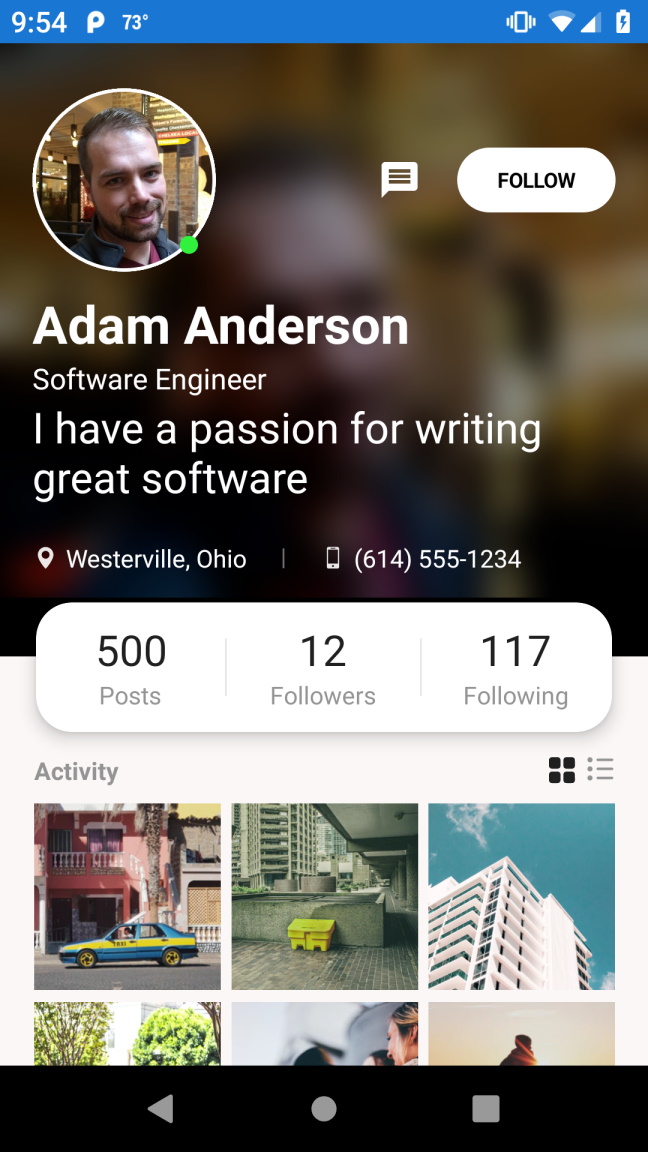 9:54 73°
FOLLOW
Adam Anderson
Software Engineer
I have a passion for writing
great software
Westerville, Ohio | (614) 555-1234
500 12 117
Posts Followers Following
Activity
TAXI